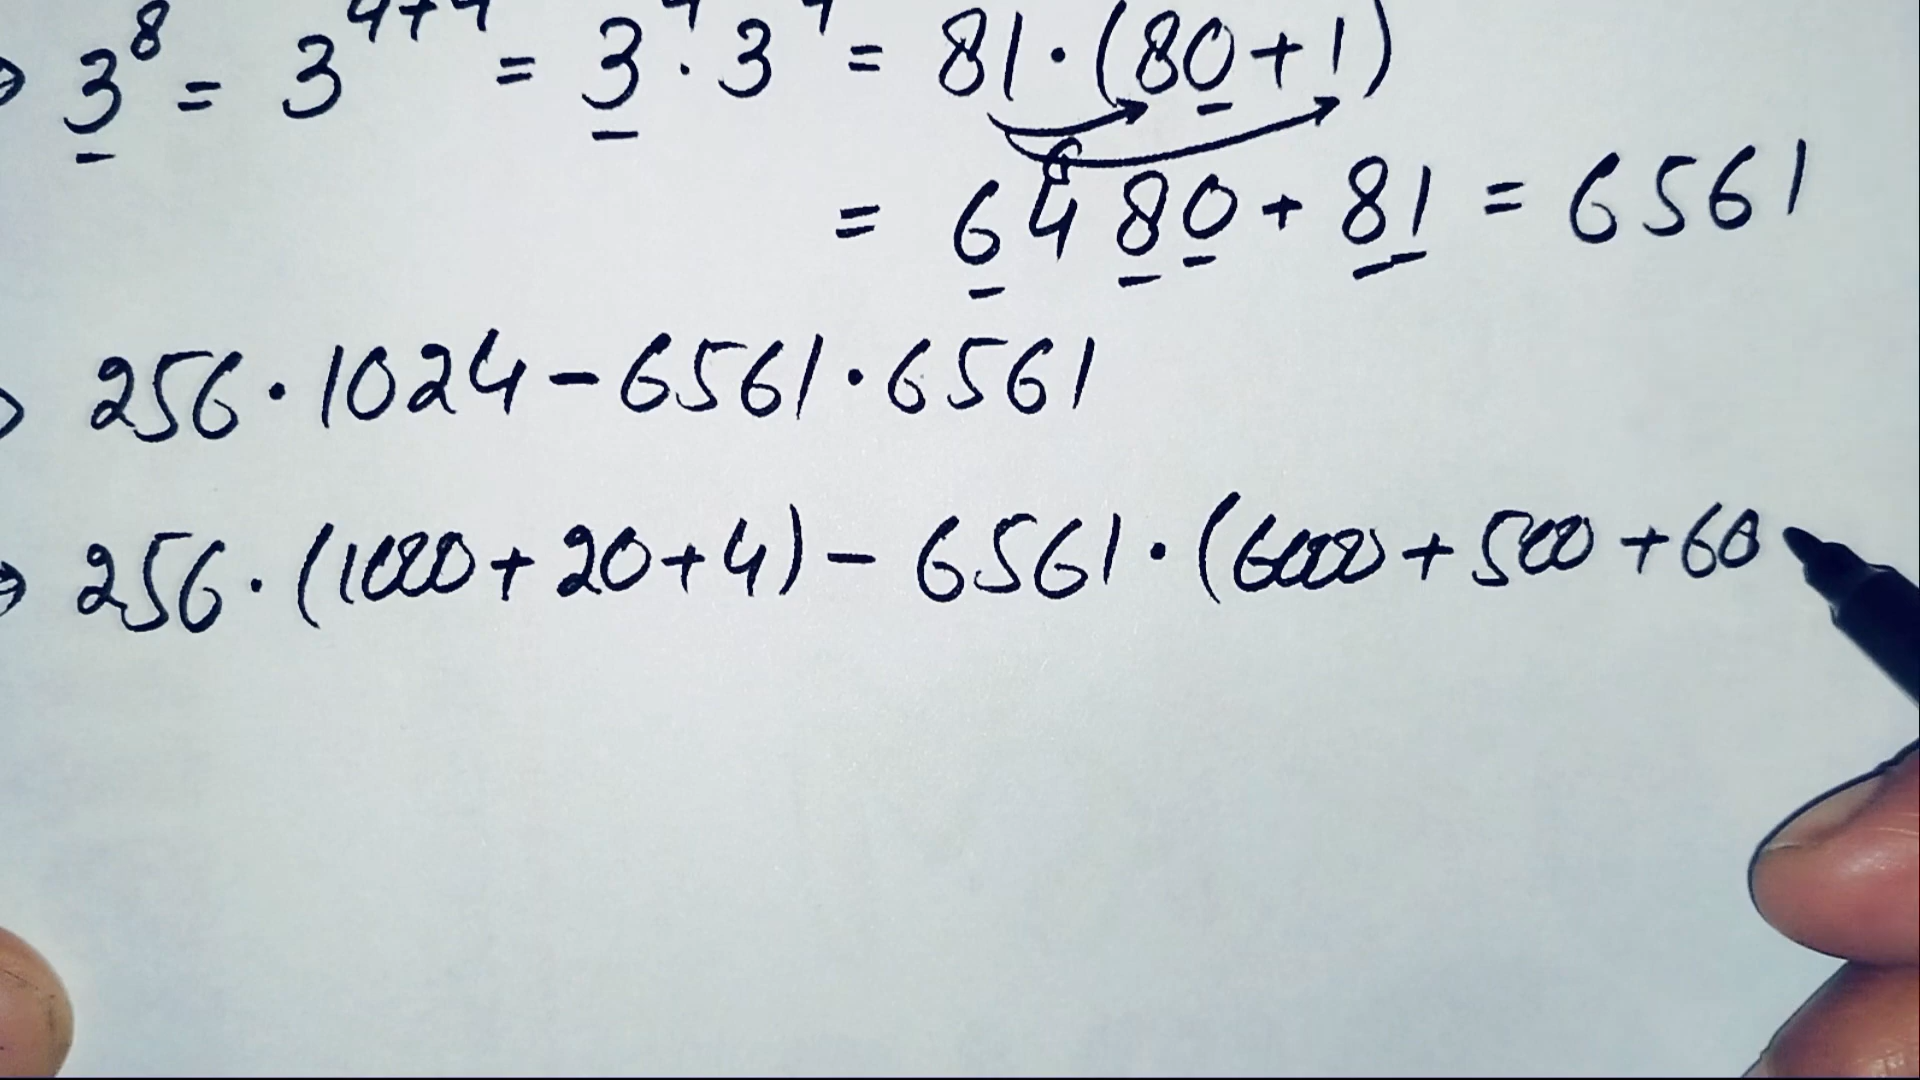 ⇒ 3^8 = 3^{4+4} = 3^4 · 3^4 = 81 · (80 + 1)
= 6480 + 81 = 6561
⇒ 256 · 1024 - 6561 · 6561
⇒ 256 · (1000 + 20 + 4) - 6561 · (6000 + 500 + 60